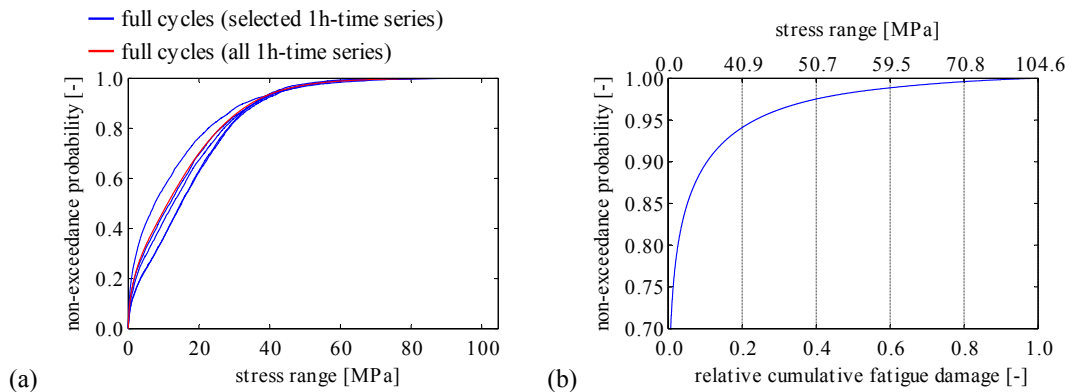 full cycles (selected 1h-time series)
full cycles (all 1h-time series)
non-exceedance probability [-]
1.0
0.8
0.6
0.4
0.2
0.0
0 20 40 60 80 100
stress range [MPa]
(a)
stress range [MPa]
0.0 40.9 50.7 59.5 70.8 104.6
non-exceedance probability [-]
1.00
0.95
0.90
0.85
0.80
0.75
0.70
0.0 0.2 0.4 0.6 0.8 1.0
relative cumulative fatigue damage [-]
(b)